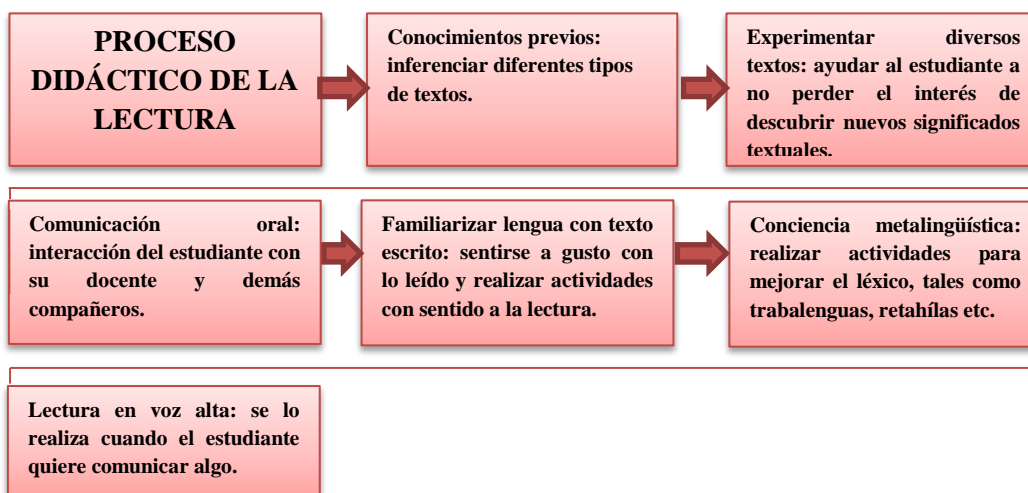 PROCESO
DIDÁCTICO DE LA
LECTURA
Conocimientos previos:
inferenciar diferentes tipos
de textos.
Experimentar diversos
textos: ayudar al estudiante a
no perder el interés de
descubrir nuevos significados
textuales.
Comunicación oral:
interacción del estudiante con
su docente y demás
compañeros.
Familiarizar lengua con texto
escrito: sentirse a gusto con
lo leído y realizar actividades
con sentido a la lectura.
Conciencia metalingüística:
realizar actividades para
mejorar el léxico, tales como
trabalenguas, retahílas etc.
Lectura en voz alta: se lo
realiza cuando el estudiante
quiere comunicar algo.